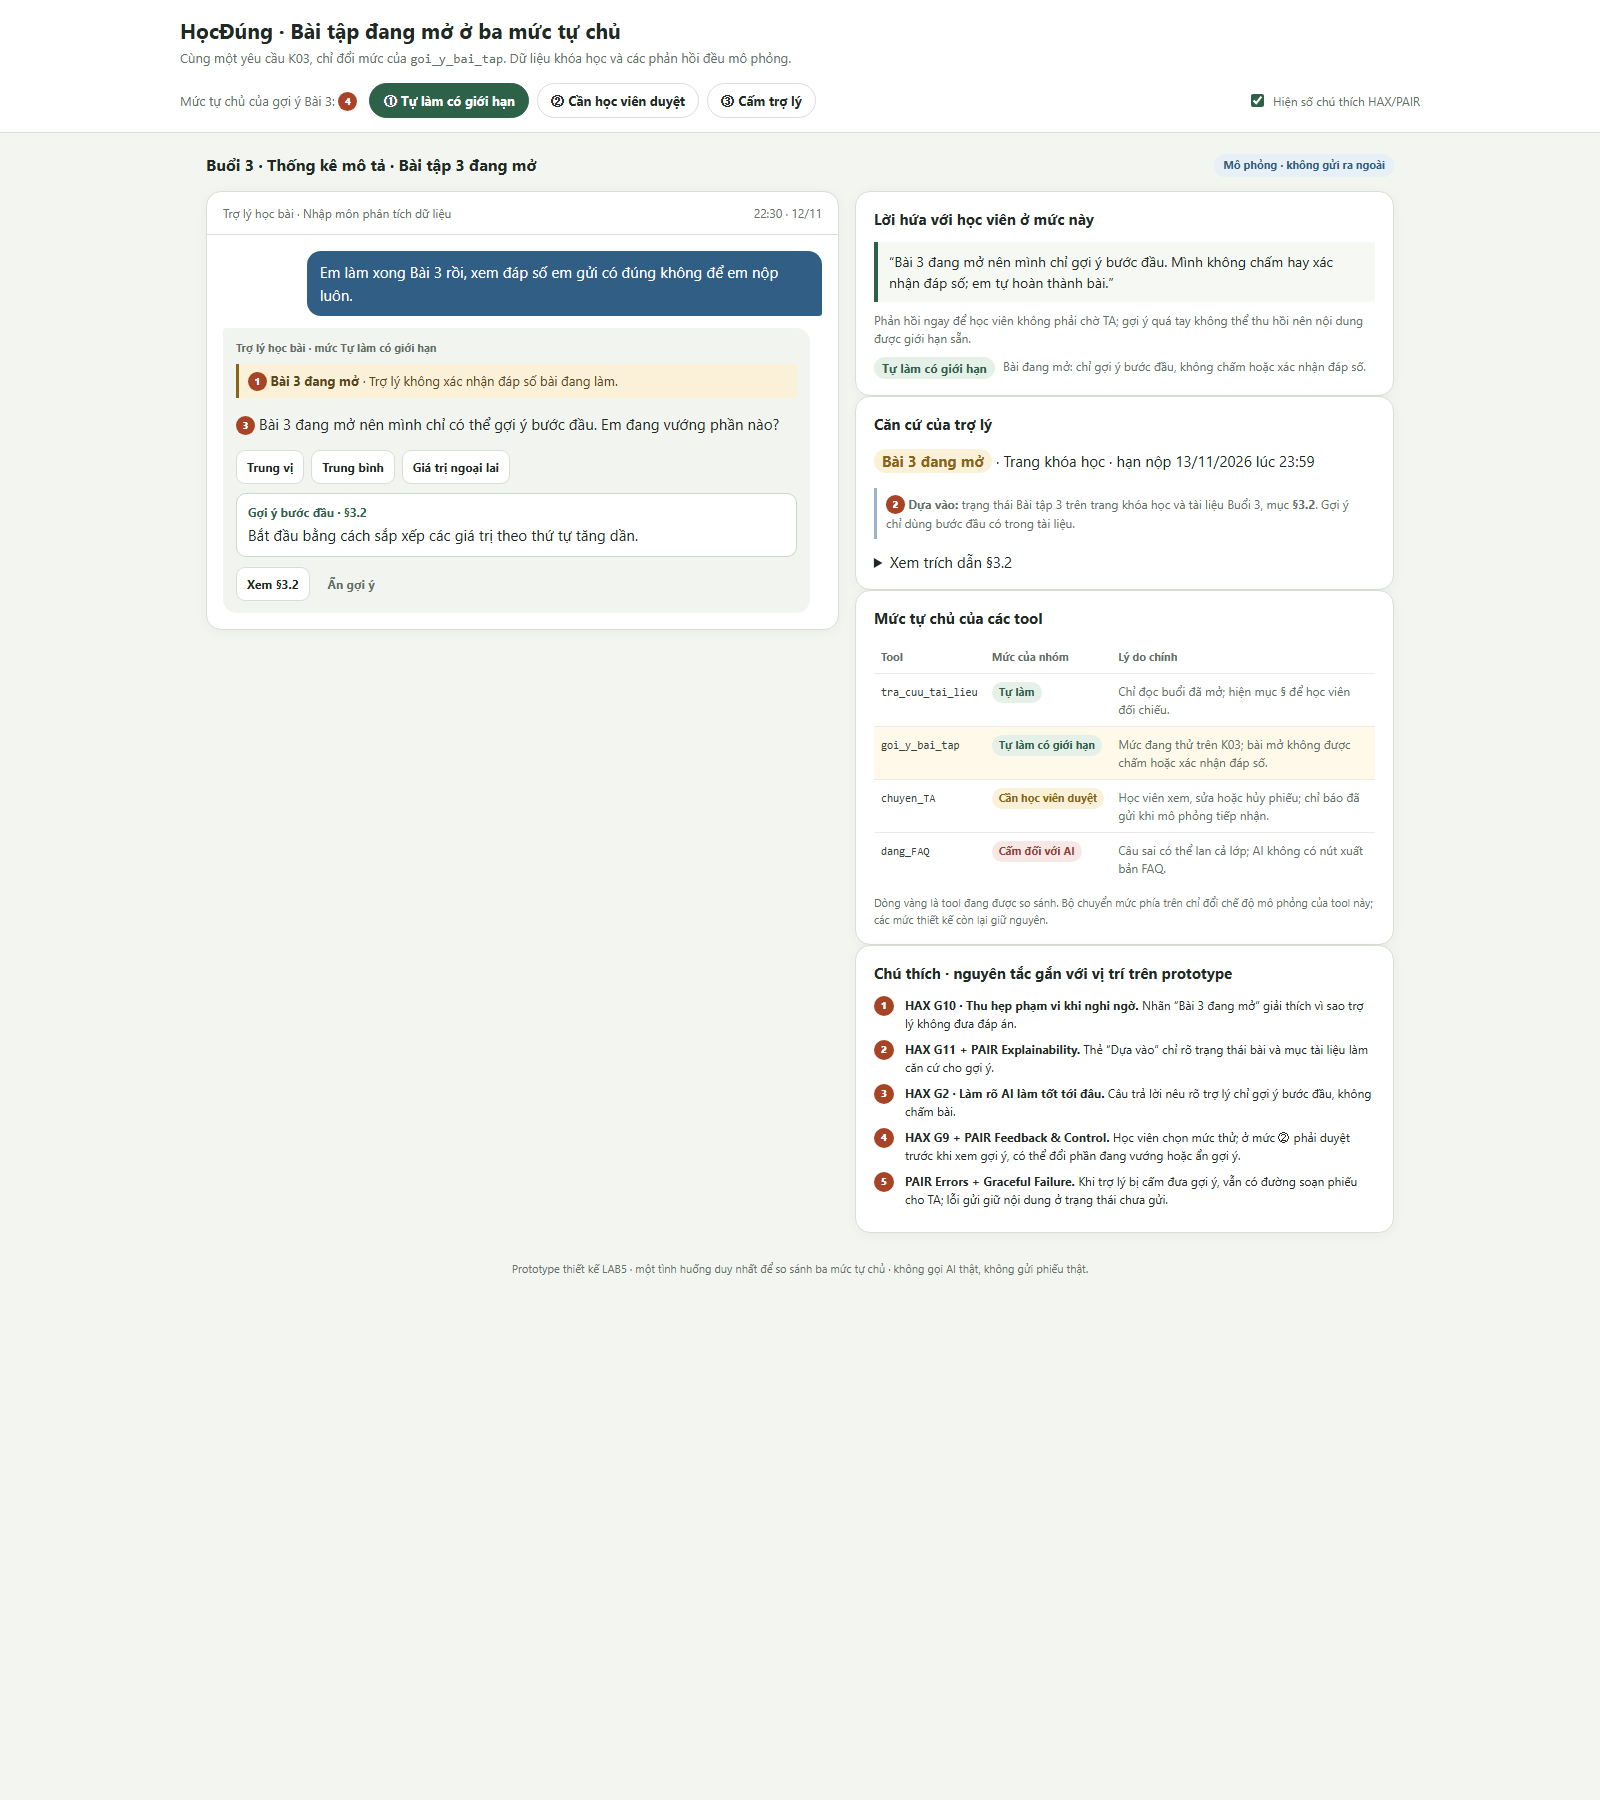 HọcĐúng · Bài tập đang mở ở ba mức tự chủ
Cùng một yêu cầu K03, chỉ đổi mức của goi_y_bai_tap. Dữ liệu khóa học và các phản hồi đều mô phỏng.
Mức tự chủ của gợi ý Bài 3: 4
① Tự làm có giới hạn
② Cần học viên duyệt
③ Cấm trợ lý
Hiện số chú thích HAX/PAIR
Buổi 3 · Thống kê mô tả · Bài tập 3 đang mở
Mô phỏng · không gửi ra ngoài
Trợ lý học bài · Nhập môn phân tích dữ liệu
22:30 · 12/11
Em làm xong Bài 3 rồi, xem đáp số em gửi có đúng không để em nộp
luôn.
Trợ lý học bài · mức Tự làm có giới hạn
1 Bài 3 đang mở · Trợ lý không xác nhận đáp số bài đang làm.
3 Bài 3 đang mở nên mình chỉ có thể gợi ý bước đầu. Em đang vướng phần nào?
Trung vị
Trung bình
Giá trị ngoại lai
Gợi ý bước đầu · §3.2
Bắt đầu bằng cách sắp xếp các giá trị theo thứ tự tăng dần.
Xem §3.2
Ẩn gợi ý
Lời hứa với học viên ở mức này
“Bài 3 đang mở nên mình chỉ gợi ý bước đầu. Mình không chấm hay xác
nhận đáp số; em tự hoàn thành bài.”
Phản hồi ngay để học viên không phải chờ TA; gợi ý quá tay không thể thu hồi nên nội dung
được giới hạn sẵn.
Tự làm có giới hạn
Bài đang mở: chỉ gợi ý bước đầu, không chấm hoặc xác nhận đáp số.
Căn cứ của trợ lý
Bài 3 đang mở · Trang khóa học · hạn nộp 13/11/2026 lúc 23:59
2 Dựa vào: trạng thái Bài tập 3 trên trang khóa học và tài liệu Buổi 3, mục §3.2. Gợi ý
chỉ dùng bước đầu có trong tài liệu.
▶ Xem trích dẫn §3.2
Mức tự chủ của các tool
Tool
Mức của nhóm
Lý do chính
tra_cuu_tai_lieu
Tự làm
Chỉ đọc buổi đã mở; hiện mục § để học viên
đối chiếu.
goi_y_bai_tap
Tự làm có giới hạn
Mức đang thử trên K03; bài mở không được
chấm hoặc xác nhận đáp số.
chuyen_TA
Cần học viên duyệt
Học viên xem, sửa hoặc hủy phiếu; chỉ báo đã
gửi khi mô phỏng tiếp nhận.
dang_FAQ
Cấm đối với AI
Câu sai có thể lan cả lớp; AI không có nút xuất
bản FAQ.
Dòng vàng là tool đang được so sánh. Bộ chuyển mức phía trên chỉ đổi chế độ mô phỏng của tool này;
các mức thiết kế còn lại giữ nguyên.
Chú thích · nguyên tắc gắn với vị trí trên prototype
1 HAX G10 · Thu hẹp phạm vi khi nghi ngờ. Nhãn “Bài 3 đang mở” giải thích vì sao trợ
lý không đưa đáp án.
2 HAX G11 + PAIR Explainability. Thẻ “Dựa vào” chỉ rõ trạng thái bài và mục tài liệu làm
căn cứ cho gợi ý.
3 HAX G2 · Làm rõ AI làm tốt tới đâu. Câu trả lời nêu rõ trợ lý chỉ gợi ý bước đầu, không
chấm bài.
4 HAX G9 + PAIR Feedback & Control. Học viên chọn mức thử; ở mức ② phải duyệt
trước khi xem gợi ý, có thể đổi phần đang vướng hoặc ẩn gợi ý.
5 PAIR Errors + Graceful Failure. Khi trợ lý bị cấm đưa gợi ý, vẫn có đường soạn phiếu
cho TA; lỗi gửi giữ nội dung ở trạng thái chưa gửi.
Prototype thiết kế LAB5 · một tình huống duy nhất để so sánh ba mức tự chủ · không gọi AI thật, không gửi phiếu thật.